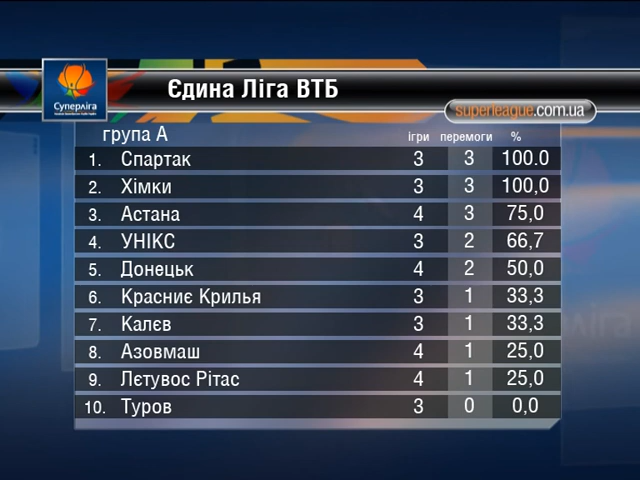 Єдина Ліга ВТБ
Суперліга
superleague.com.ua
група А ігри перемоги %
1. Спартак 3 3 100.0
2. Хімки 3 3 100,0
3. Астана 4 3 75,0
4. УНІКС 3 2 66,7
5. Донецьк 4 2 50,0
6. Красниє Крилья 3 1 33,3
7. Калєв 3 1 33,3
8. Азовмаш 4 1 25,0
9. Лєтувос Рітас 4 1 25,0
10. Туров 3 0 0,0